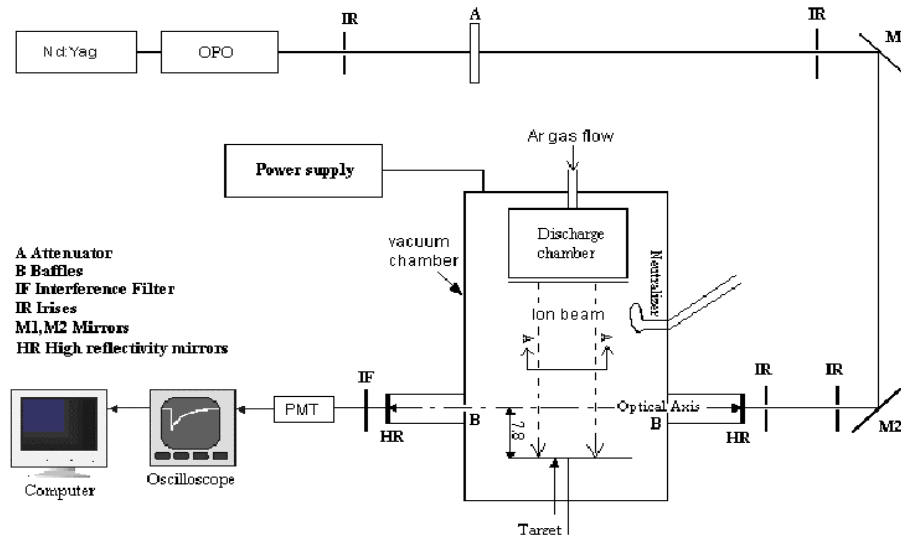 IR
A
IR
M1
Nd:Yag
OPO
Ar gas flow
Power supply
Discharge
chamber
vacuum
chamber
Neutralizer
A Attenuator
B Baffles
IF Interference Filter
IR Irises
M1,M2 Mirrors
HR High reflectivity mirrors
Ion beam
A
A
IF
IR
IR
PMT
Optical Axis
B
B
HR
HR
M2
7.8
Computer
Oscilloscope
Target